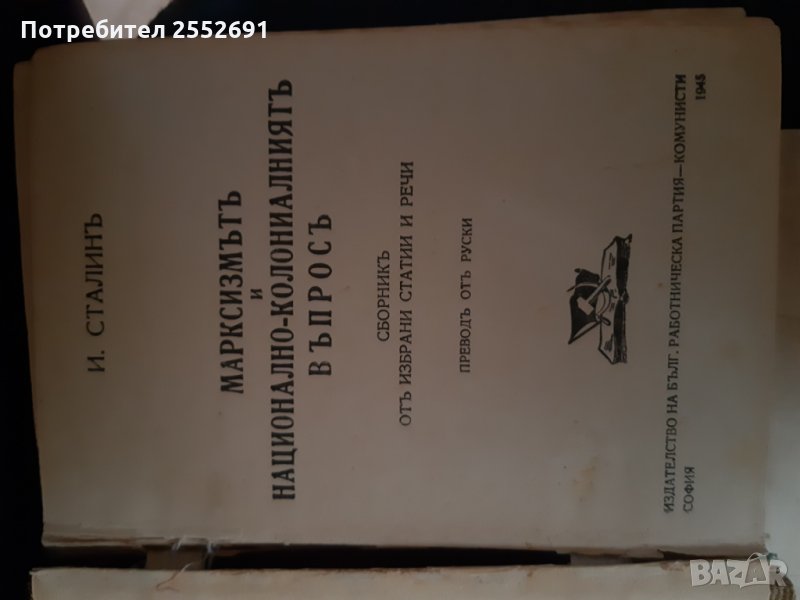 Потребител 2552691
И. СТАЛИНЪ
МАРКСИЗМЪТЪ
И
НАЦИОНАЛНО-КОЛОНИАЛНИЯТЪ
ВЪПРОСЪ
СБОРНИКЪ
ОТЪ ИЗБРАНИ СТАТИИ И РЕЧИ
ПРЕВОДЪ ОТЪ РУСКИ
ИЗДАТЕЛСТВО НА БЪЛГ. РАБОТНИЧЕСКА ПАРТИЯ—КОМУНИСТИ
СОФИЯ 1945
BAZAR